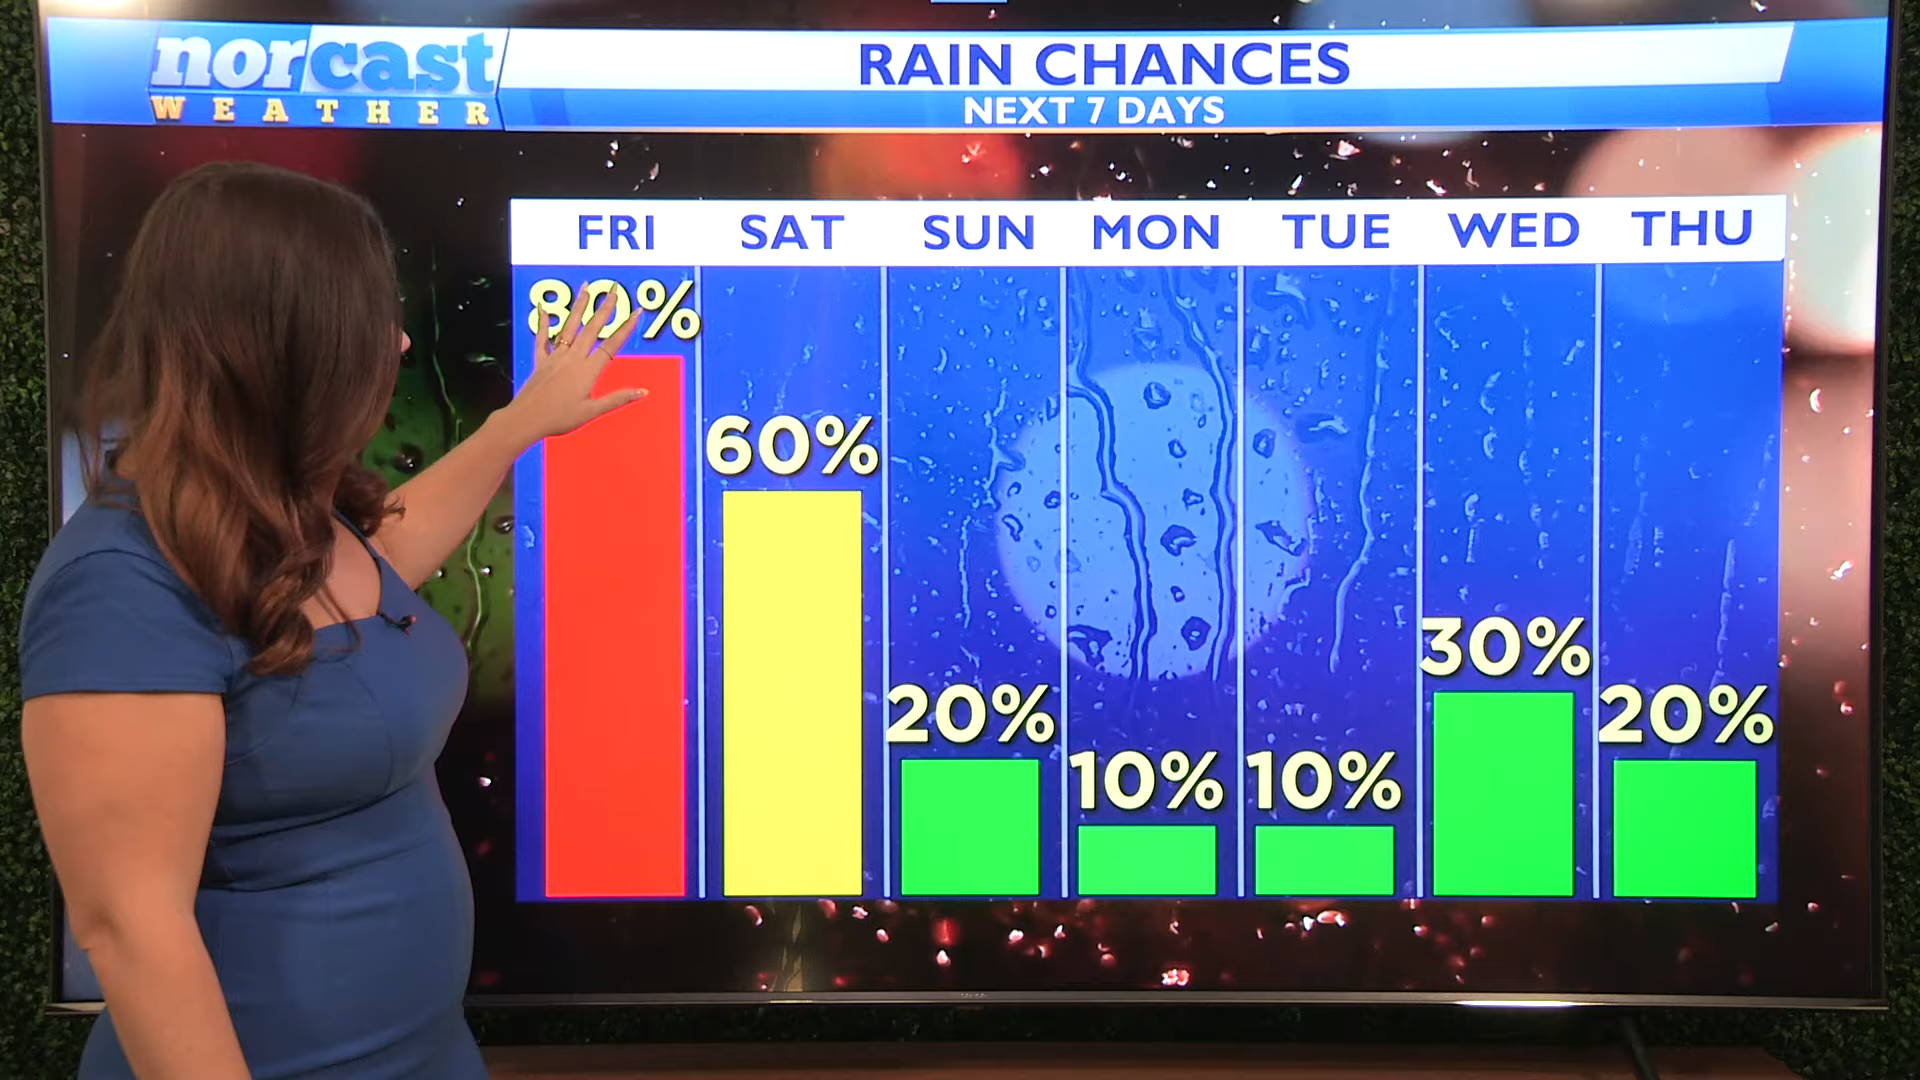 norcast
WEATHER
RAIN CHANCES
NEXT 7 DAYS
FRI SAT SUN MON TUE WED THU
80% 60% 20% 10% 10% 30% 20%